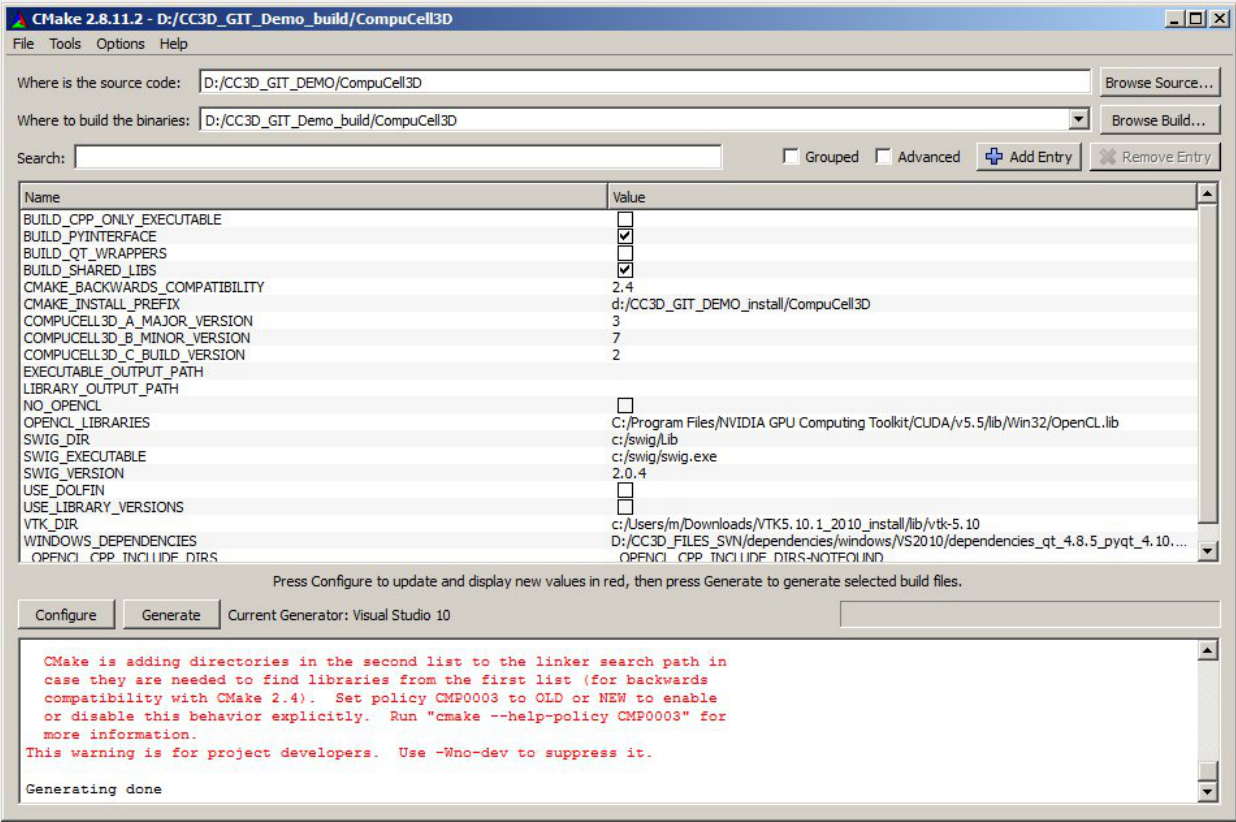 CMake 2.8.11.2 - D:/CC3D_GIT_Demo_build/CompuCell3D
File Tools Options Help
Where is the source code: D:/CC3D_GIT_DEMO/CompuCell3D Browse Source...
Where to build the binaries: D:/CC3D_GIT_Demo_build/CompuCell3D Browse Build...
Search: Grouped Advanced Add Entry Remove Entry
Name Value
BUILD_CPP_ONLY_EXECUTABLE
BUILD_PYINTERFACE
BUILD_QT_WRAPPERS
BUILD_SHARED_LIBS
CMAKE_BACKWARDS_COMPATIBILITY 2.4
CMAKE_INSTALL_PREFIX d:/CC3D_GIT_DEMO_install/CompuCell3D
COMPUCELL3D_A_MAJOR_VERSION 3
COMPUCELL3D_B_MINOR_VERSION 7
COMPUCELL3D_C_BUILD_VERSION 2
EXECUTABLE_OUTPUT_PATH
LIBRARY_OUTPUT_PATH
NO_OPENCL
OPENCL_LIBRARIES C:/Program Files/NVIDIA GPU Computing Toolkit/CUDA/v5.5/lib/Win32/OpenCL.lib
SWIG_DIR c:/swig/Lib
SWIG_EXECUTABLE c:/swig/swig.exe
SWIG_VERSION 2.0.4
USE_DOLFIN
USE_LIBRARY_VERSIONS
VTK_DIR c:/Users/m/Downloads/VTK5.10.1_2010_install/lib/vtk-5.10
WINDOWS_DEPENDENCIES D:/CC3D_FILES_SVN/dependencies/windows/VS2010/dependencies_qt_4.8.5_pyqt_4.10....
_OPENCL_CPP_INCLUDE_DIRS _OPENCL_CPP_INCLUDE_DIRS-NOTFOUND
Press Configure to update and display new values in red, then press Generate to generate selected build files.
Configure Generate Current Generator: Visual Studio 10
CMake is adding directories in the second list to the linker search path in
case they are needed to find libraries from the first list (for backwards
compatibility with CMake 2.4). Set policy CMP0003 to OLD or NEW to enable
or disable this behavior explicitly. Run "cmake --help-policy CMP0003" for
more information.
This warning is for project developers. Use -Wno-dev to suppress it.
Generating done